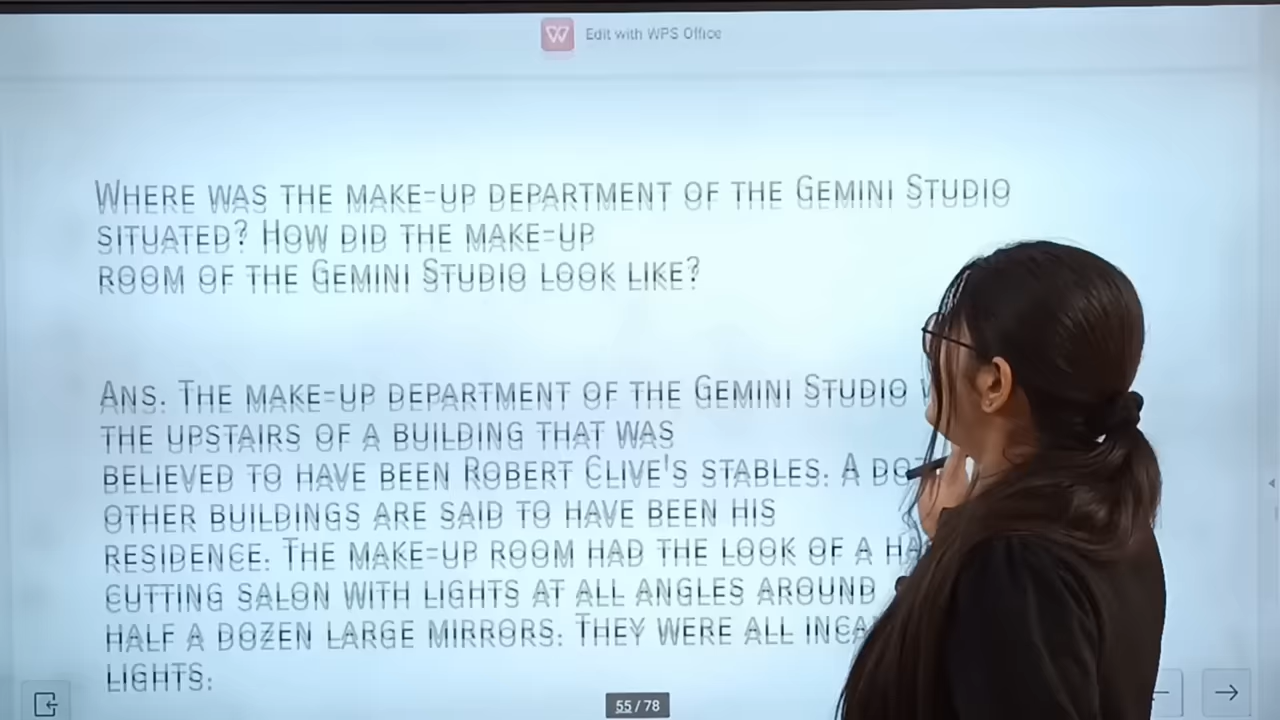 Edit with WPS Office
WHERE WAS THE MAKE-UP DEPARTMENT OF THE GEMINI STUDIO
SITUATED? HOW DID THE MAKE-UP
ROOM OF THE GEMINI STUDIO LOOK LIKE?
ANS. THE MAKE-UP DEPARTMENT OF THE GEMINI STUDIO
THE UPSTAIRS OF A BUILDING THAT WAS
BELIEVED TO HAVE BEEN ROBERT CLIVE'S STABLES. A
OTHER BUILDINGS ARE SAID TO HAVE BEEN HIS
RESIDENCE. THE MAKE-UP ROOM HAD THE LOOK OF A
CUTTING SALON WITH LIGHTS AT ALL ANGLES AROUND
HALF A DOZEN LARGE MIRRORS. THEY WERE ALL
LIGHTS.
55 / 78